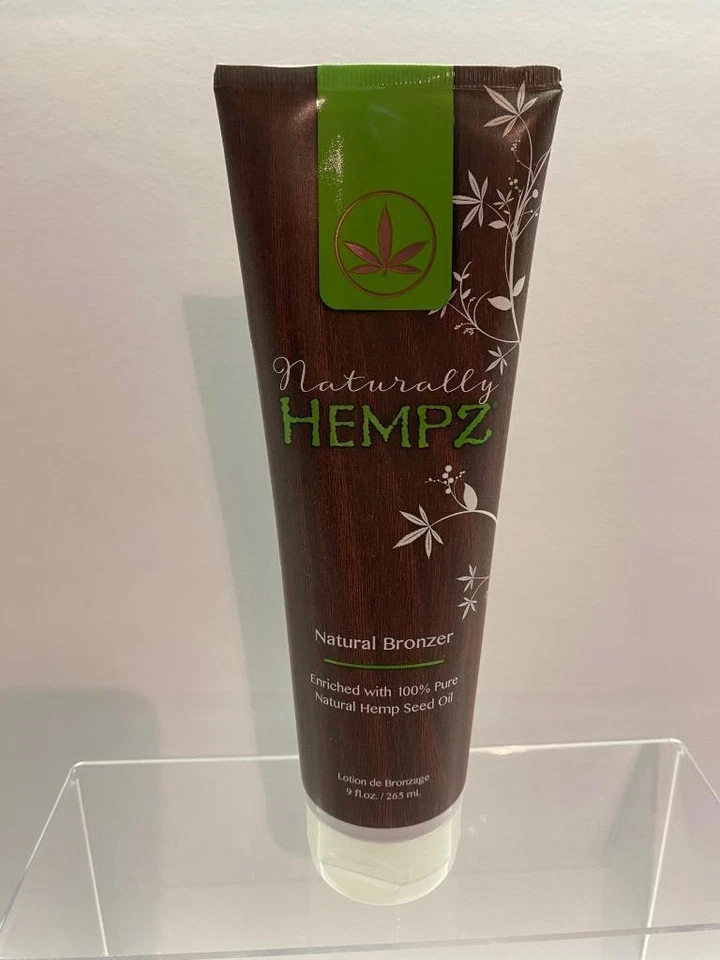 Naturally
HEMPZ
Natural Bronzer
Enriched with 100% Pure
Natural Hemp Seed Oil
Lotion de Bronzage
9 fl.oz. / 265 mL